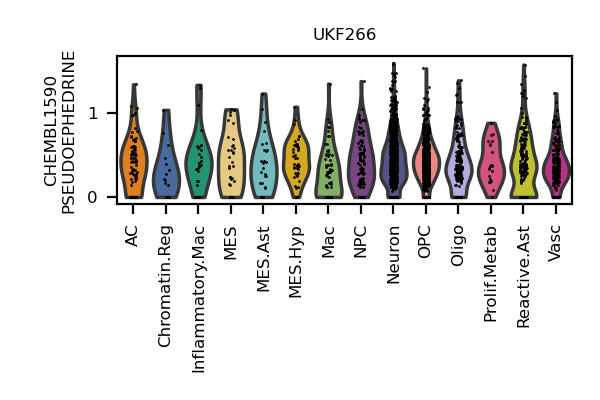 UKF266
CHEMBL1590
PSEUDOEPHEDRINE
1
0
AC
Chromatin.Reg
Inflammatory.Mac
MES
MES.Ast
MES.Hyp
Mac
NPC
Neuron
OPC
Oligo
Prolif.Metab
Reactive.Ast
Vasc